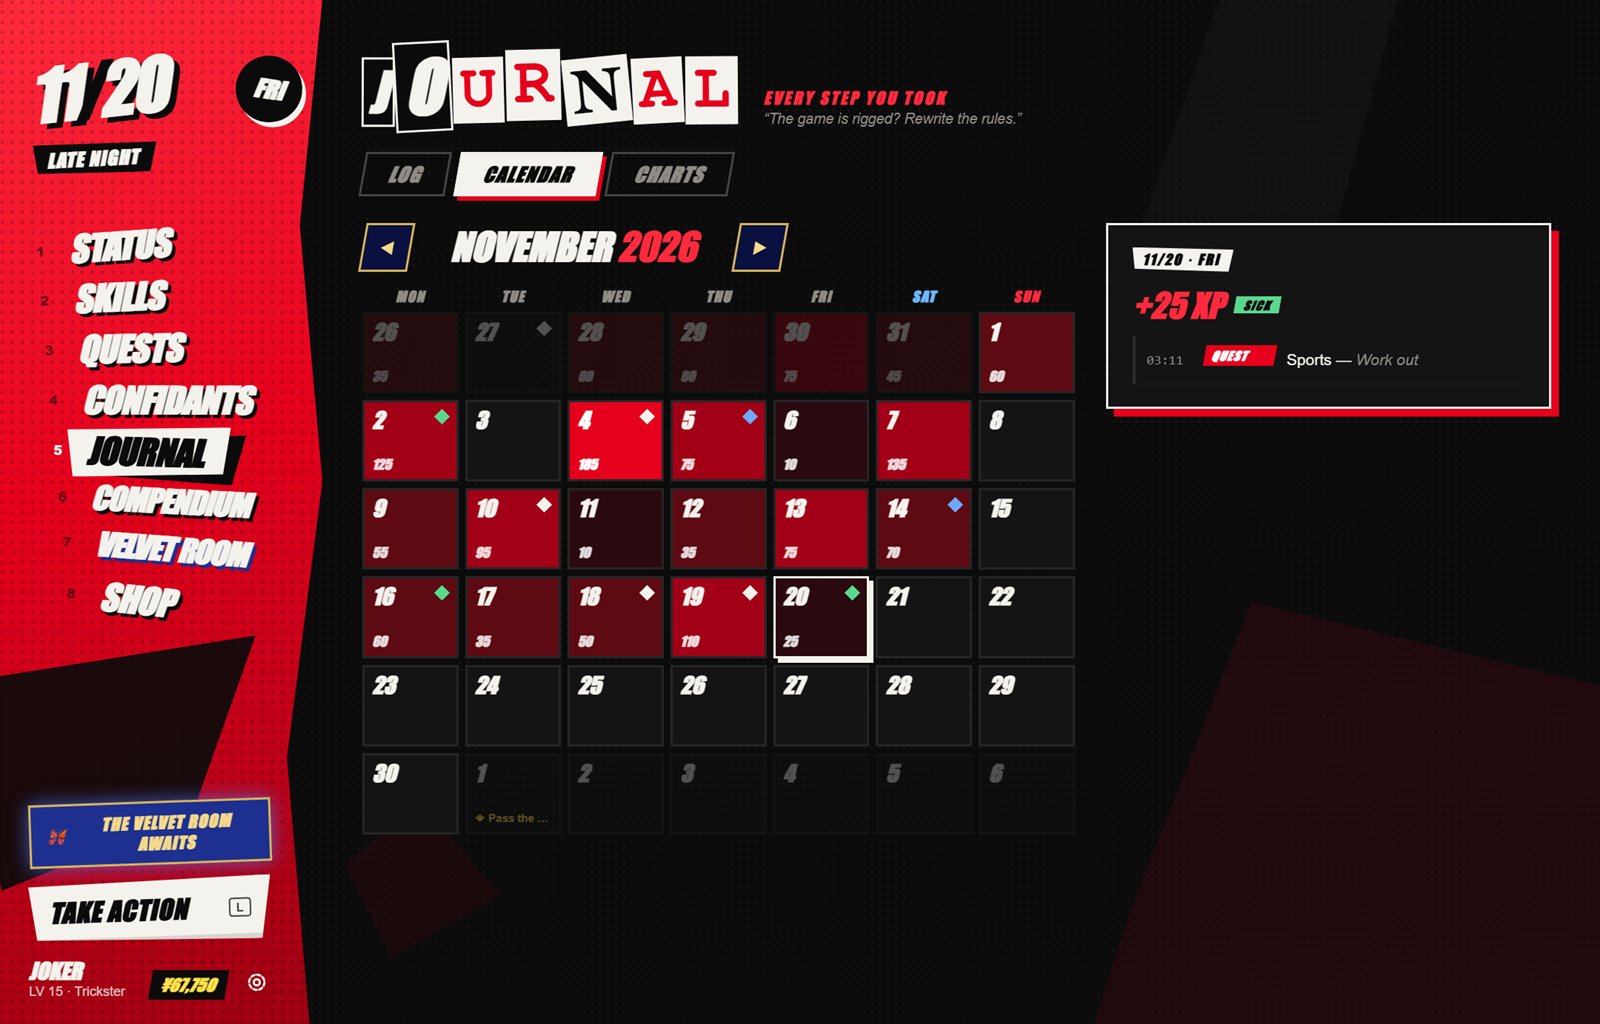 11/20
FRI
LATE NIGHT
1 STATUS
2 SKILLS
3 QUESTS
4 CONFIDANTS
5 JOURNAL
6 COMPENDIUM
7 VELVET ROOM
8 SHOP
THE VELVET ROOM
AWAITS
TAKE ACTION L
JOKER
LV 15 · Trickster
¥67,750
JOURNAL
EVERY STEP YOU TOOK
“The game is rigged? Rewrite the rules.”
LOG CALENDAR CHARTS
◀ NOVEMBER 2026 ▶
MON TUE WED THU FRI SAT SUN
26 27 28 29 30 31 1
35 60 60 75 45 60
2 3 4 5 6 7 8
125 185 75 10 135
9 10 11 12 13 14 15
55 95 10 35 75 70
16 17 18 19 20 21 22
60 35 50 110 25
23 24 25 26 27 28 29
30 1 2 3 4 5 6
◆ Pass the ...
11/20 · FRI
+25 XP SICK
03:11 QUEST Sports — Work out